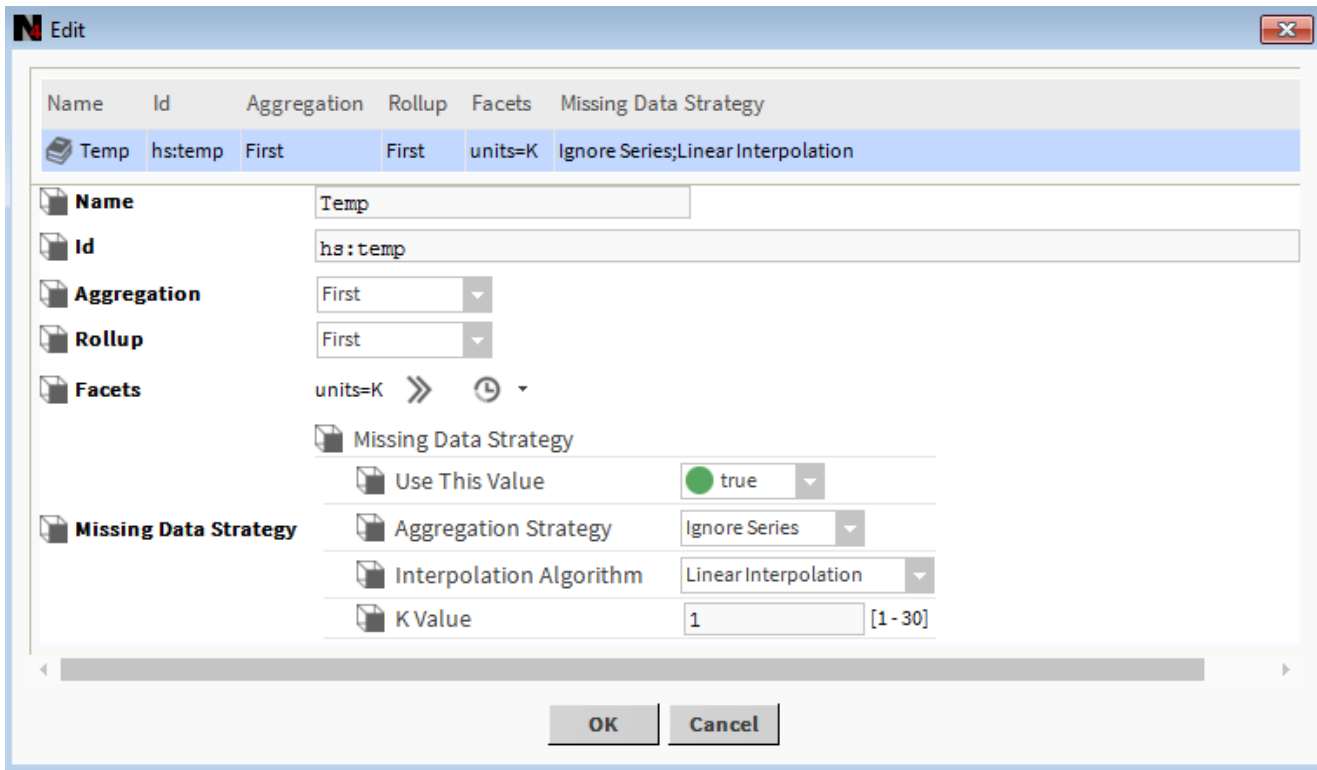 N4 Edit
Name Id Aggregation Rollup Facets Missing Data Strategy
Temp hs:temp First First units=K Ignore Series;Linear Interpolation
Name Temp
Id hs:temp
Aggregation First
Rollup First
Facets units=K
Missing Data Strategy
Use This Value true
Missing Data Strategy
Aggregation Strategy Ignore Series
Interpolation Algorithm Linear Interpolation
K Value 1 [1 - 30]
OK Cancel